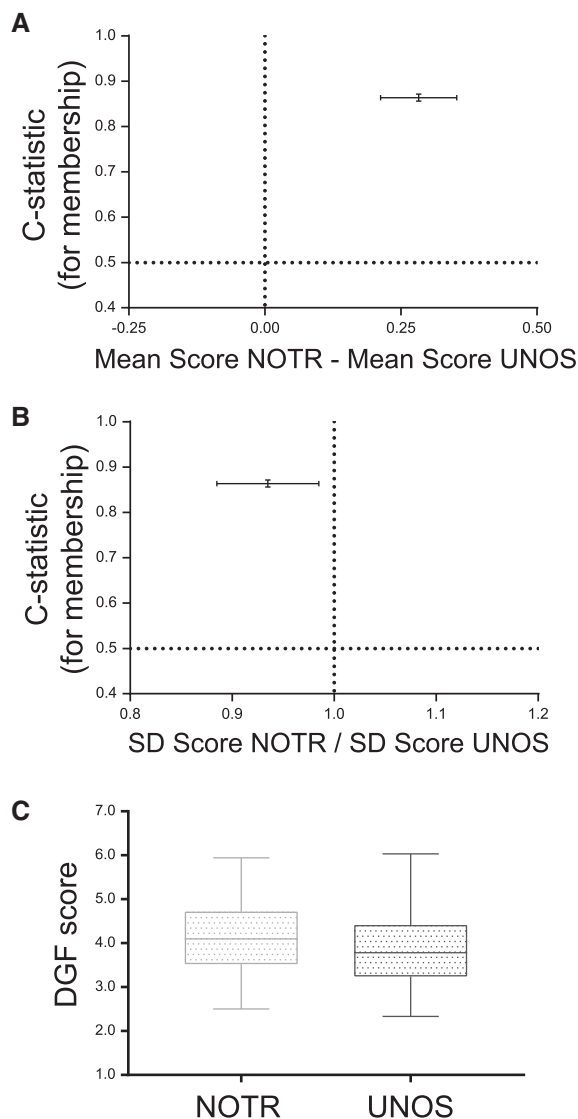 A
C-statistic
(for membership)
1.0
0.9
0.8
0.7
0.6
0.5
0.4
-0.25 0.00 0.25 0.50
Mean Score NOTR - Mean Score UNOS
B
C-statistic
(for membership)
1.0
0.9
0.8
0.7
0.6
0.5
0.4
0.8 0.9 1.0 1.1 1.2
SD Score NOTR / SD Score UNOS
C
DGF score
7.0
6.0
5.0
4.0
3.0
2.0
1.0
NOTR UNOS